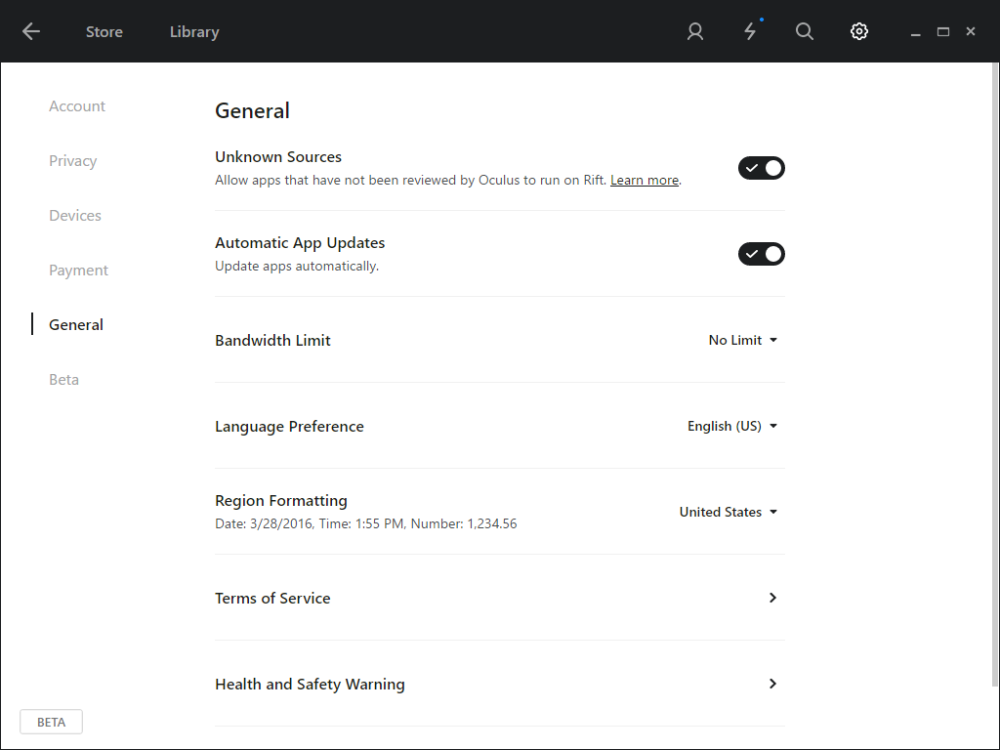 Store Library
Account
Privacy
Devices
Payment
General
Beta
BETA
General
Unknown Sources
Allow apps that have not been reviewed by Oculus to run on Rift. Learn more.
Automatic App Updates
Update apps automatically.
Bandwidth Limit No Limit
Language Preference English (US)
Region Formatting
Date: 3/28/2016, Time: 1:55 PM, Number: 1,234.56
United States
Terms of Service
Health and Safety Warning